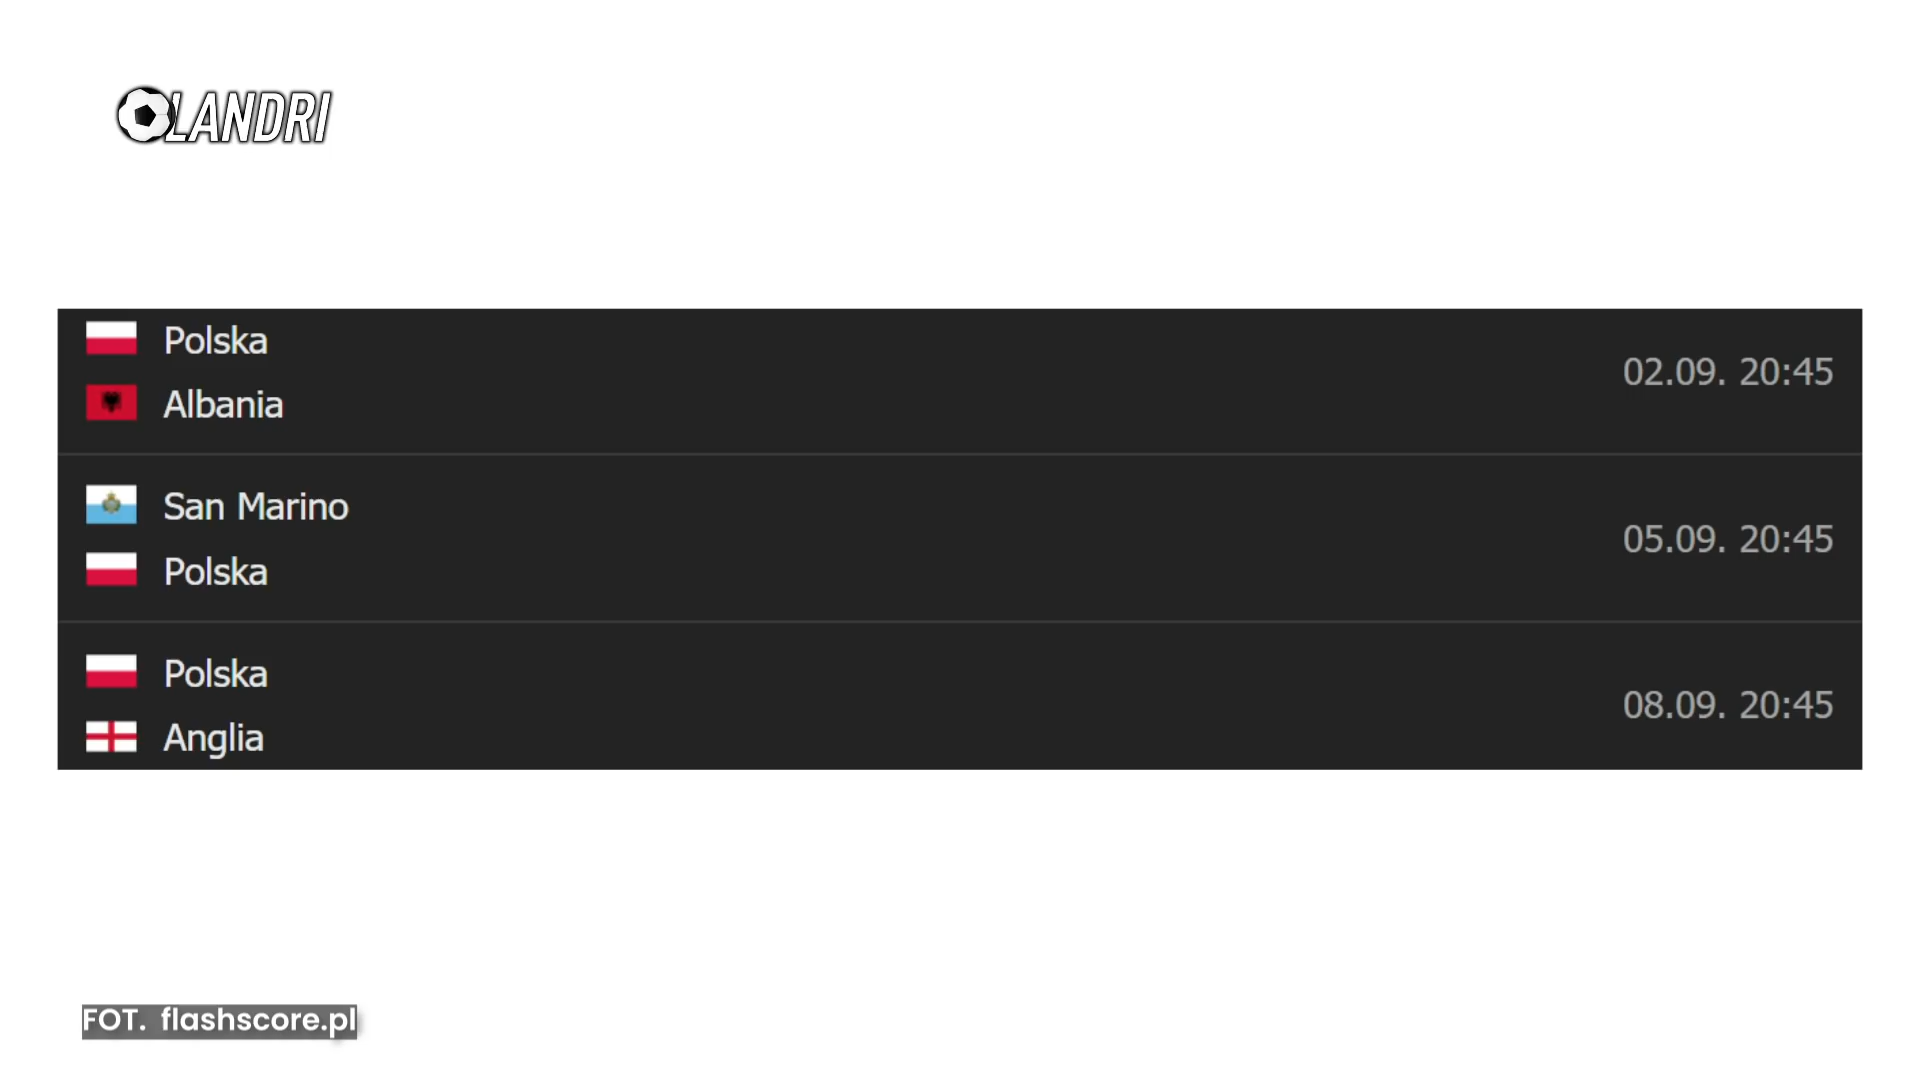 OLANDRI
Polska
Albania
02.09. 20:45
San Marino
Polska
05.09. 20:45
Polska
Anglia
08.09. 20:45
FOT. flashscore.pl